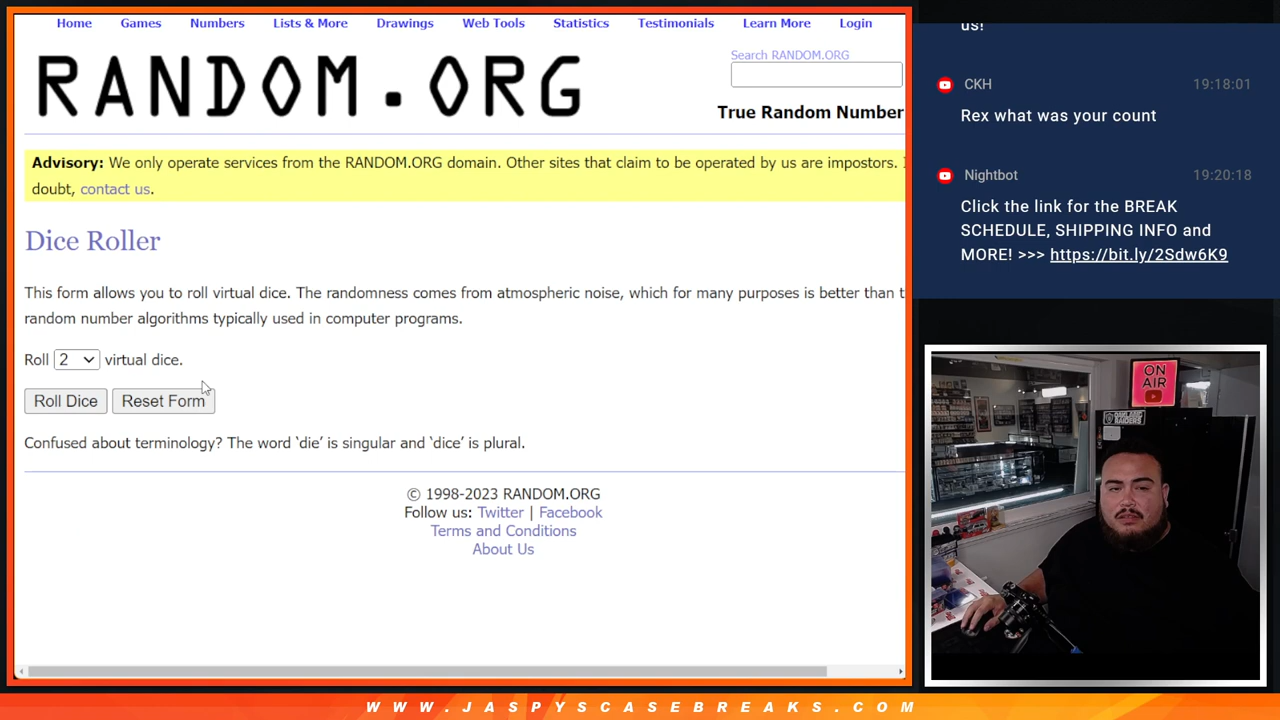 Home Games Numbers Lists & More Drawings Web Tools Statistics Testimonials Learn More Login
RANDOM.ORG
Search RANDOM.ORG
True Random Number
Advisory: We only operate services from the RANDOM.ORG domain. Other sites that claim to be operated by us are impostors.
doubt, contact us.
Dice Roller
This form allows you to roll virtual dice. The randomness comes from atmospheric noise, which for many purposes is better than
random number algorithms typically used in computer programs.
Roll 2 virtual dice.
Roll Dice Reset Form
Confused about terminology? The word ‘die’ is singular and ‘dice’ is plural.
© 1998-2023 RANDOM.ORG
Follow us: Twitter | Facebook
Terms and Conditions
About Us
us!
CKH 19:18:01
Rex what was your count
Nightbot 19:20:18
Click the link for the BREAK
SCHEDULE, SHIPPING INFO and
MORE! >>> https://bit.ly/2Sdw6K9
ON
AIR
OAKLAND
RAIDERS
WWW.JASPYSCASEBREAKS.COM